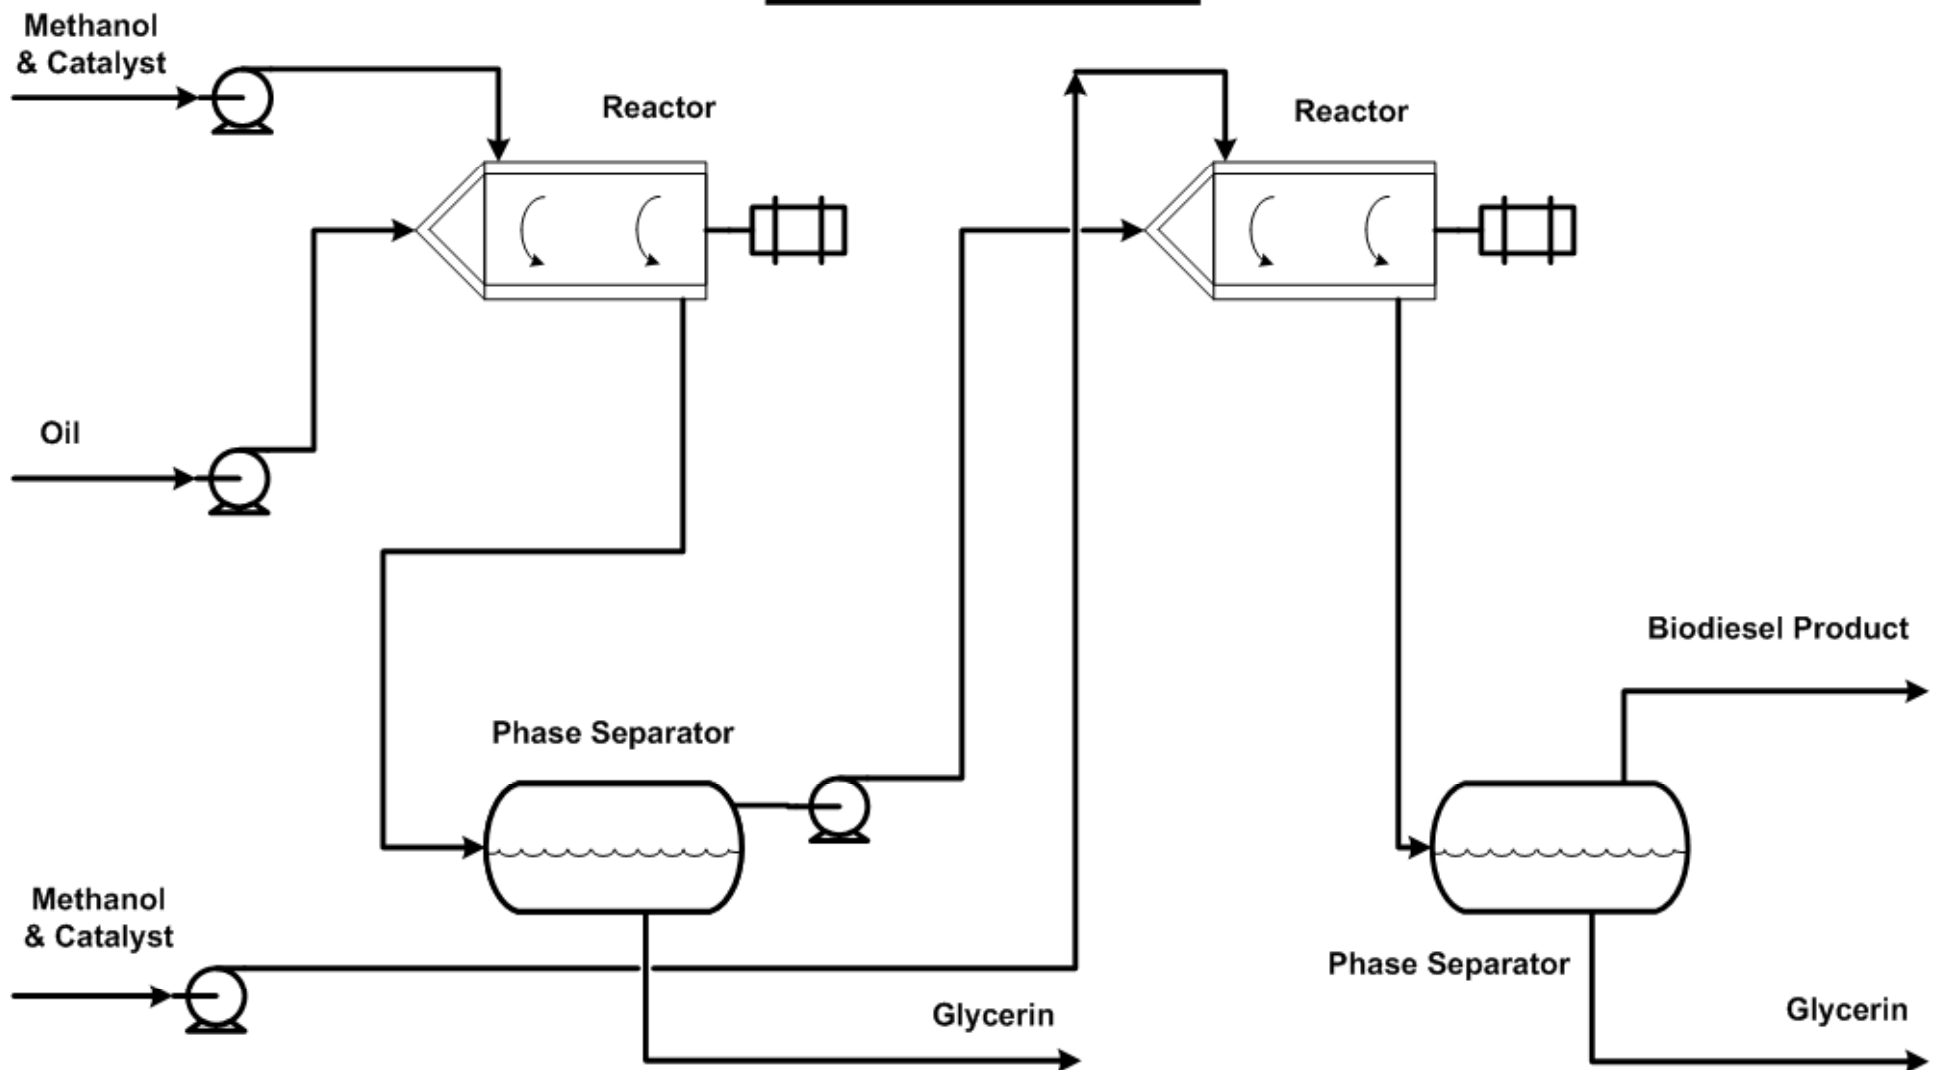 Methanol
& Catalyst
Reactor
Reactor
Oil
Biodiesel Product
Phase Separator
Methanol
& Catalyst
Phase Separator
Glycerin
Glycerin